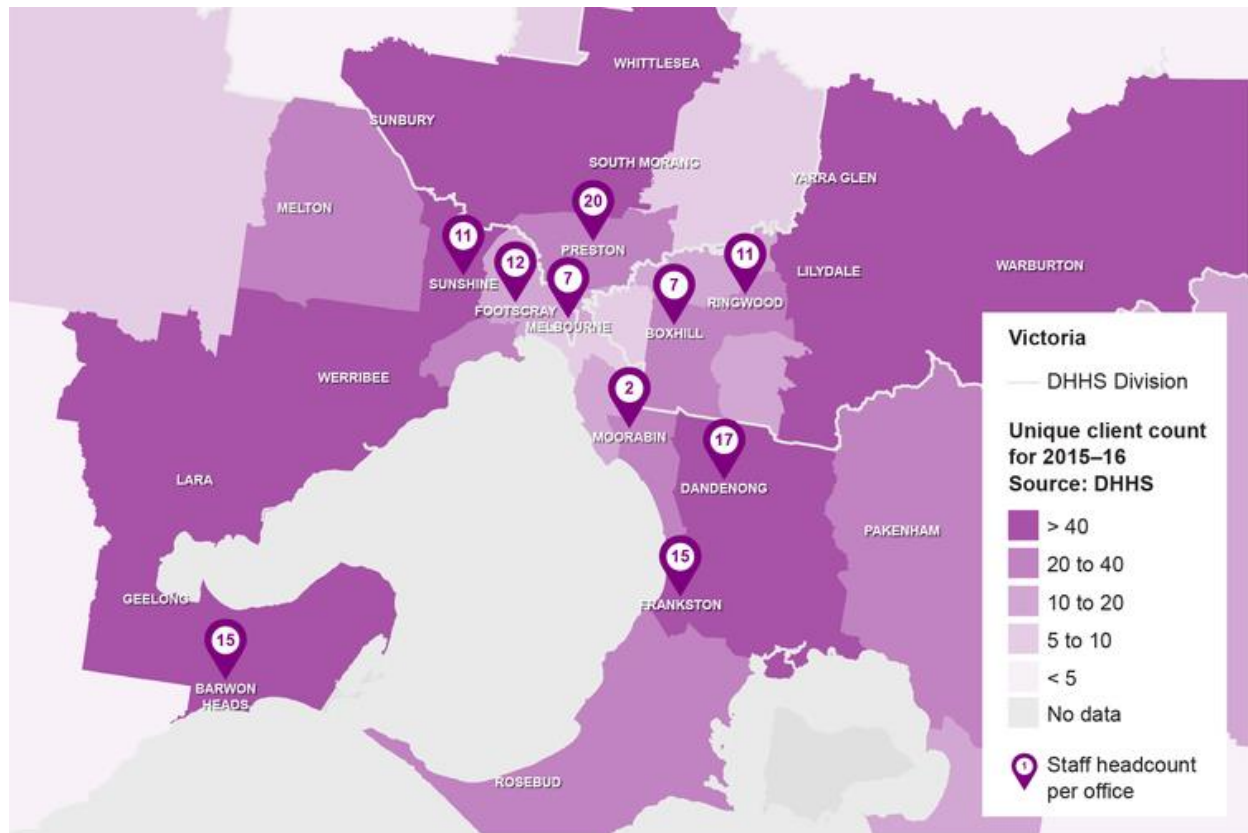 WHITTLESEA
SUNBURY
SOUTH MORANG
YARRA GLEN
MELTON
20
PRESTON
11
SUNSHINE
12
FOOTSCRAY
7
MELBOURNE
7
BOXHILL
11
RINGWOOD
LILYDALE
WARBURTON
WERRIBEE
2
MOORABIN
17
DANDENONG
LARA
PAKENHAM
15
FRANKSTON
GEELONG
15
BARWON
HEADS
ROSEBUD
Victoria
DHHS Division
Unique client count
for 2015–16
Source: DHHS
> 40
20 to 40
10 to 20
5 to 10
< 5
No data
1
Staff headcount
per office